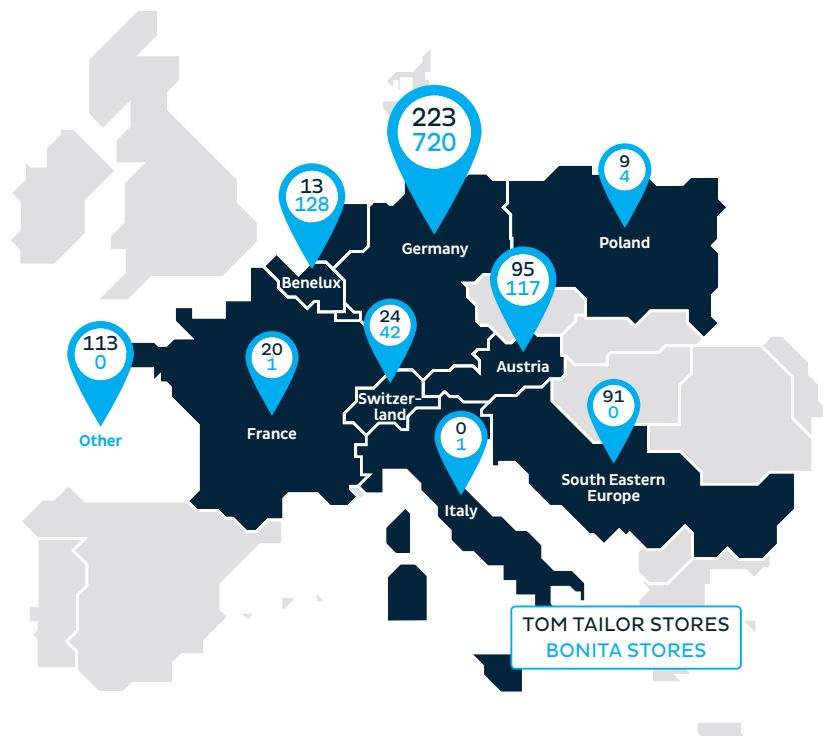 223
720
Germany
9
4
Poland
13
128
Benelux
95
117
Austria
24
42
Switzer-
land
113
0
Other
20
1
France
91
0
South Eastern
Europe
0
1
Italy
TOM TAILOR STORES
BONITA STORES